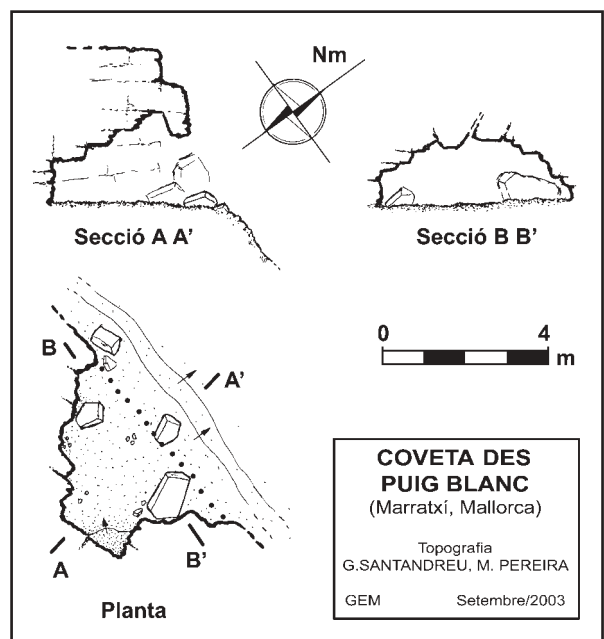 Nm
Secció A A’
Secció B B’
0 4
m
B
A’
A
B’
Planta
COVETA DES
PUIG BLANC
(Marratxí, Mallorca)
Topografia
G.SANTANDREU, M. PEREIRA
GEM Setembre/2003